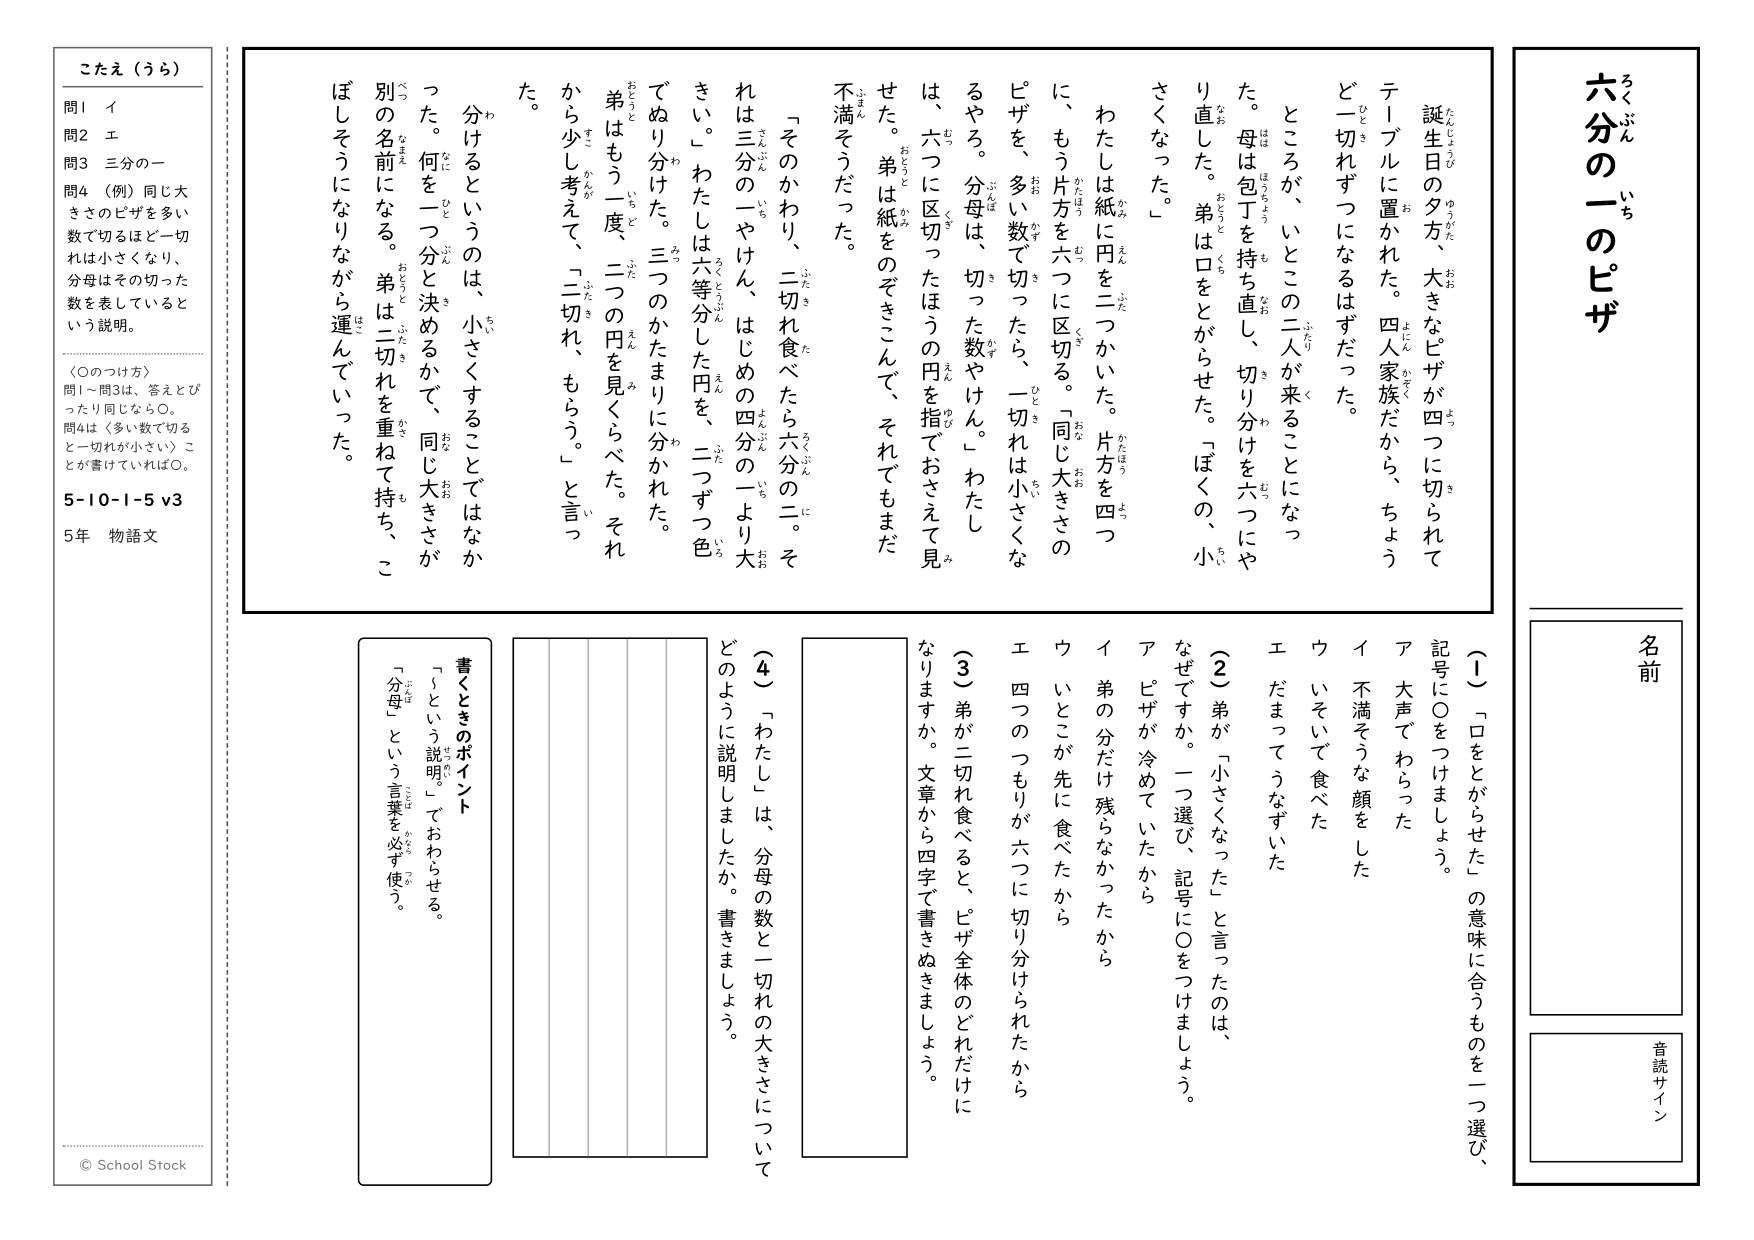 六分の一のピザ
名前
音読サイン
誕生日の夕方、大きなピザが四つに切られて
テーブルに置かれた。四人家族だから、ちょう
ど一切れずつになるはずだった。
ところが、いとこの二人が来ることになっ
た。母は包丁を持ち直し、切り分けを六つにや
り直した。弟は口をとがらせた。「ぼくの、小
さくなった。」
わたしは紙に円を二つかいた。片方を四つ
に、もう片方を六つに区切る。「同じ大きさの
ピザを、多い数で切ったら、一切れは小さくな
るやろ。分母は、切った数やけん。」わたし
は、六つに区切ったほうの円を指でおさえて見
せた。弟は紙をのぞきこんで、それでもまだ
不満そうだった。
「そのかわり、二切れ食べたら六分の二。そ
れは三分の一やけん、はじめの四分の一より大
きい。」わたしは六等分した円を、二つずつ色
でぬり分けた。三つのかたまりに分かれた。
弟はもう一度、二つの円を見くらべた。それ
から少し考えて、「二切れ、もらう。」と言っ
た。
分けるというのは、小さくすることではなか
った。何を一つ分と決めるかで、同じ大きさが
別の名前になる。弟は二切れを重ねて持ち、こ
ぼしそうになりながら運んでいった。
(1)「口をとがらせた」の意味に合うものを一つ選び、
記号に○をつけましょう。
ア 大声で わらった
イ 不満そうな 顔を した
ウ いそいで 食べた
エ だまって うなずいた
(2) 弟が「小さくなった」と言ったのは、
なぜですか。一つ選び、記号に○をつけましょう。
ア ピザが 冷めて いたから
イ 弟の 分だけ 残らなかった から
ウ いとこが 先に 食べた から
エ 四つの つもりが 六つに 切り分けられた から
(3) 弟が二切れ食べると、ピザ全体のどれだけに
なりますか。文章から四字で書きぬきましょう。
(4)「わたし」は、分母の数と一切れの大きさについて
どのように説明しましたか。書きましょう。
書くときのポイント
「～という説明。」でおわらせる。
「分母」という言葉を必ず使う。
こたえ（うら）
問1 イ
問2 エ
問3 三分の一
問4 （例）同じ大
きさのピザを多い
数で切るほど一切
れは小さくなり、
分母はその切った
数を表していると
いう説明。
〈○のつけ方〉
問1～問3は、答えとぴ
ったり同じなら○。
問4は〈多い数で切る
と一切れが小さい〉こ
とが書けていれば○。
5-10-1-5 v3
5年 物語文
© School Stock